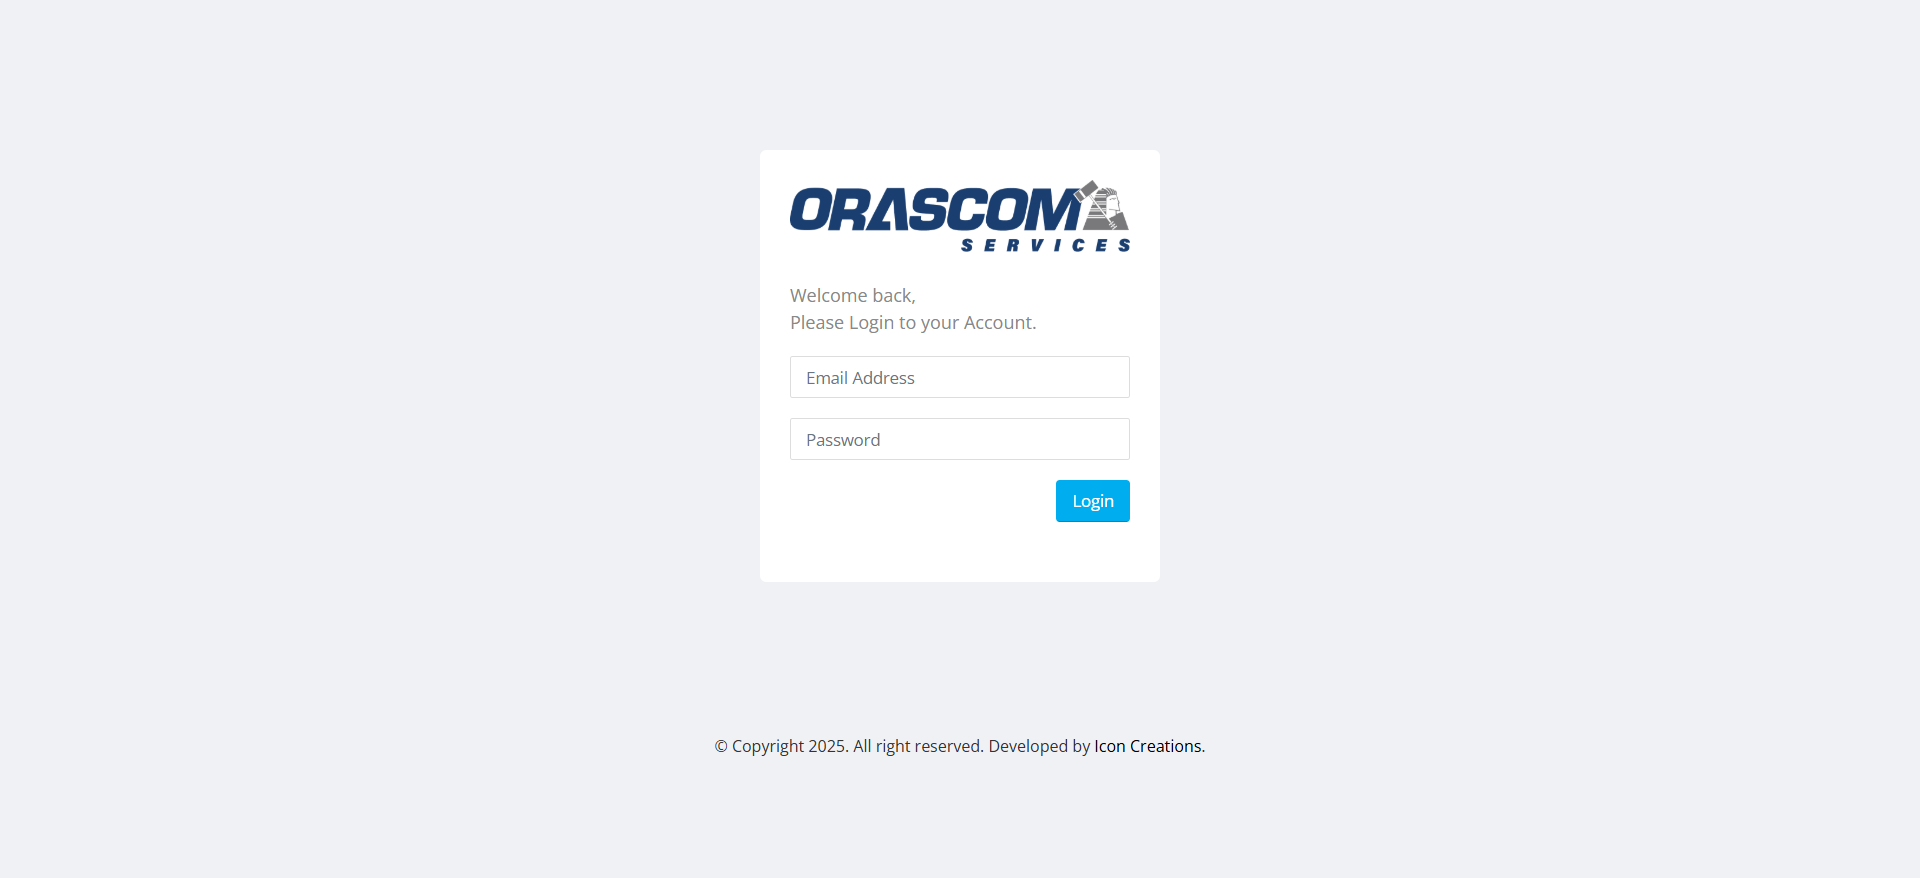 ORASCOM
SERVICES
Welcome back,
Please Login to your Account.
Email Address
Password
Login
© Copyright 2025. All right reserved. Developed by Icon Creations.